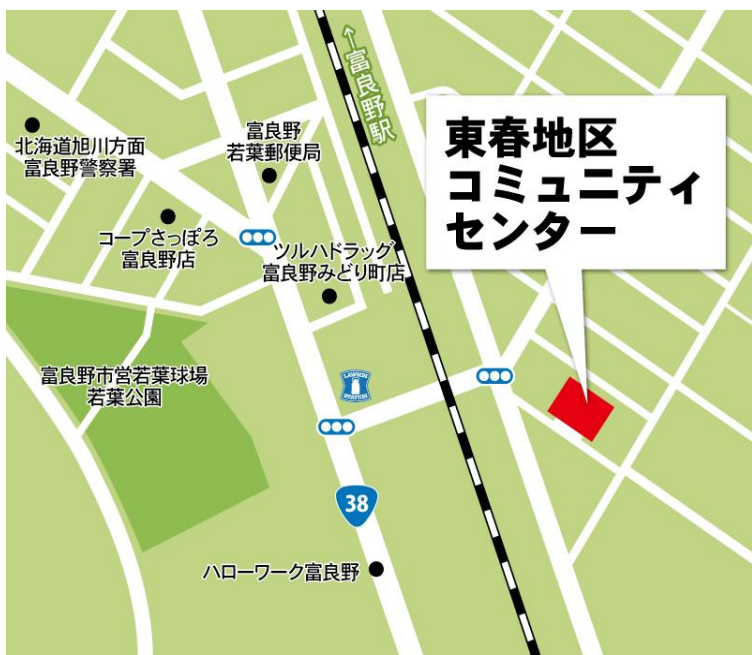 ↑富良野駅
東春地区
コミュニティ
センター
北海道旭川方面
富良野警察署
富良野
若葉郵便局
コープさっぽろ
富良野店
ツルハドラッグ
富良野みどり町店
富良野市営若葉球場
若葉公園
LAWSON
STATION
38
ハローワーク富良野